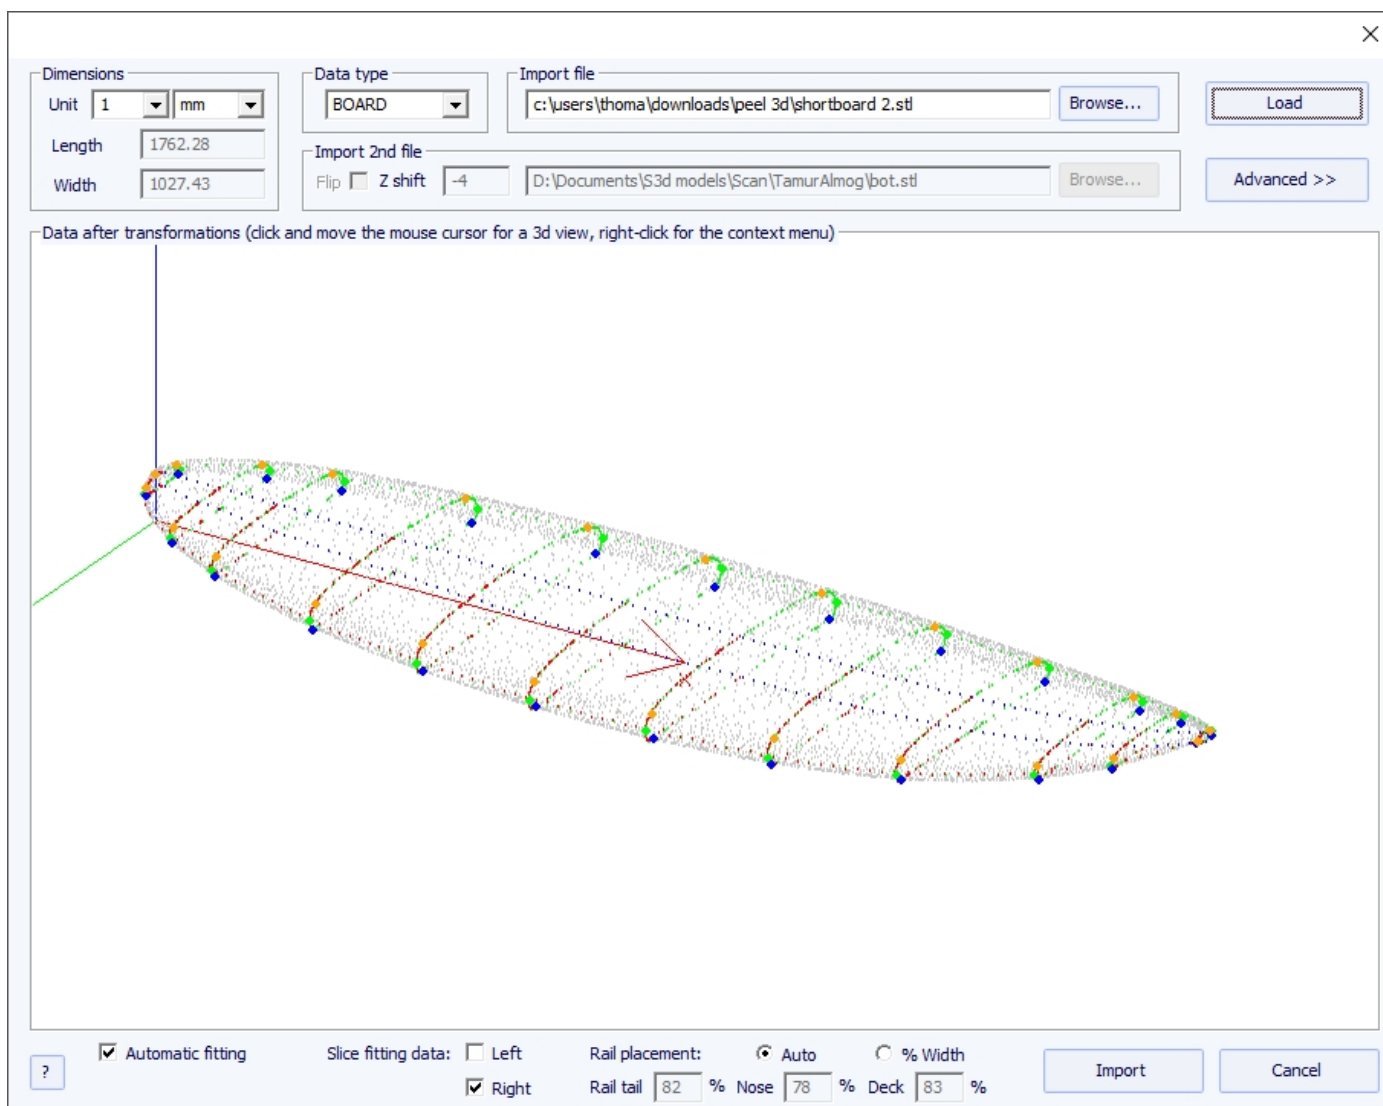 Dimensions
Unit 1 mm
Length 1762.28
Width 1027.43
Data type
BOARD
Import file
c:\users\thoma\downloads\peel 3d\shortboard 2.stl Browse...
Load
Import 2nd file
Flip Z shift -4 D:\Documents\S3d models\Scan\TamurAlmog\bot.stl Browse...
Advanced >>
Data after transformations (click and move the mouse cursor for a 3d view, right-click for the context menu)
?
Automatic fitting
Slice fitting data: Left
Right
Rail placement: Auto % Width
Rail tail 82 % Nose 78 % Deck 83 %
Import
Cancel